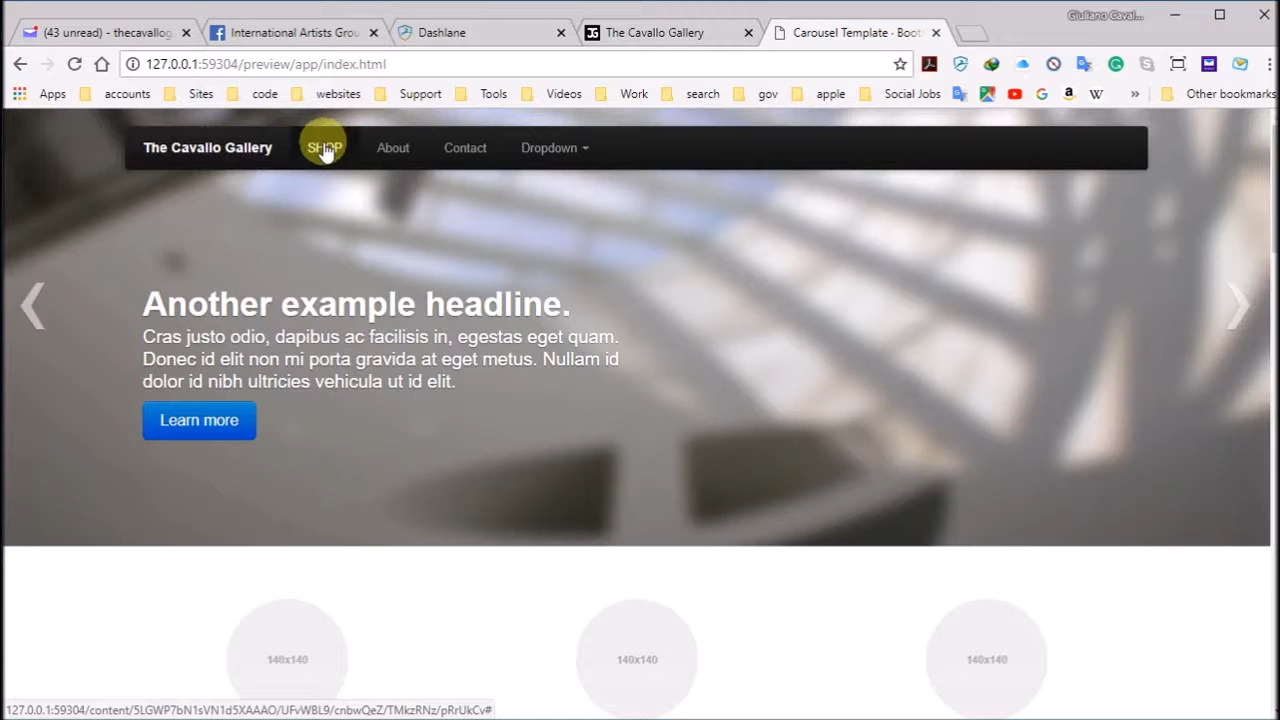 Giuliano Caval...
(43 unread) - thecavallog
International Artists Grou
Dashlane
The Cavallo Gallery
Carousel Template · Boot
127.0.0.1:59304/preview/app/index.html
Apps
accounts
Sites
code
websites
Support
Tools
Videos
Work
search
gov
apple
Social Jobs
Other bookmarks
The Cavallo Gallery
SHOP
About
Contact
Dropdown
Another example headline.
Cras justo odio, dapibus ac facilisis in, egestas eget quam.
Donec id elit non mi porta gravida at eget metus. Nullam id
dolor id nibh ultricies vehicula ut id elit.
Learn more
140x140
140x140
140x140
127.0.0.1:59304/content/5LGWP7bN1sVN1d5XAAAO/UFvWBL9/cnbwQeZ/TMkzRNz/pRrUkCv#